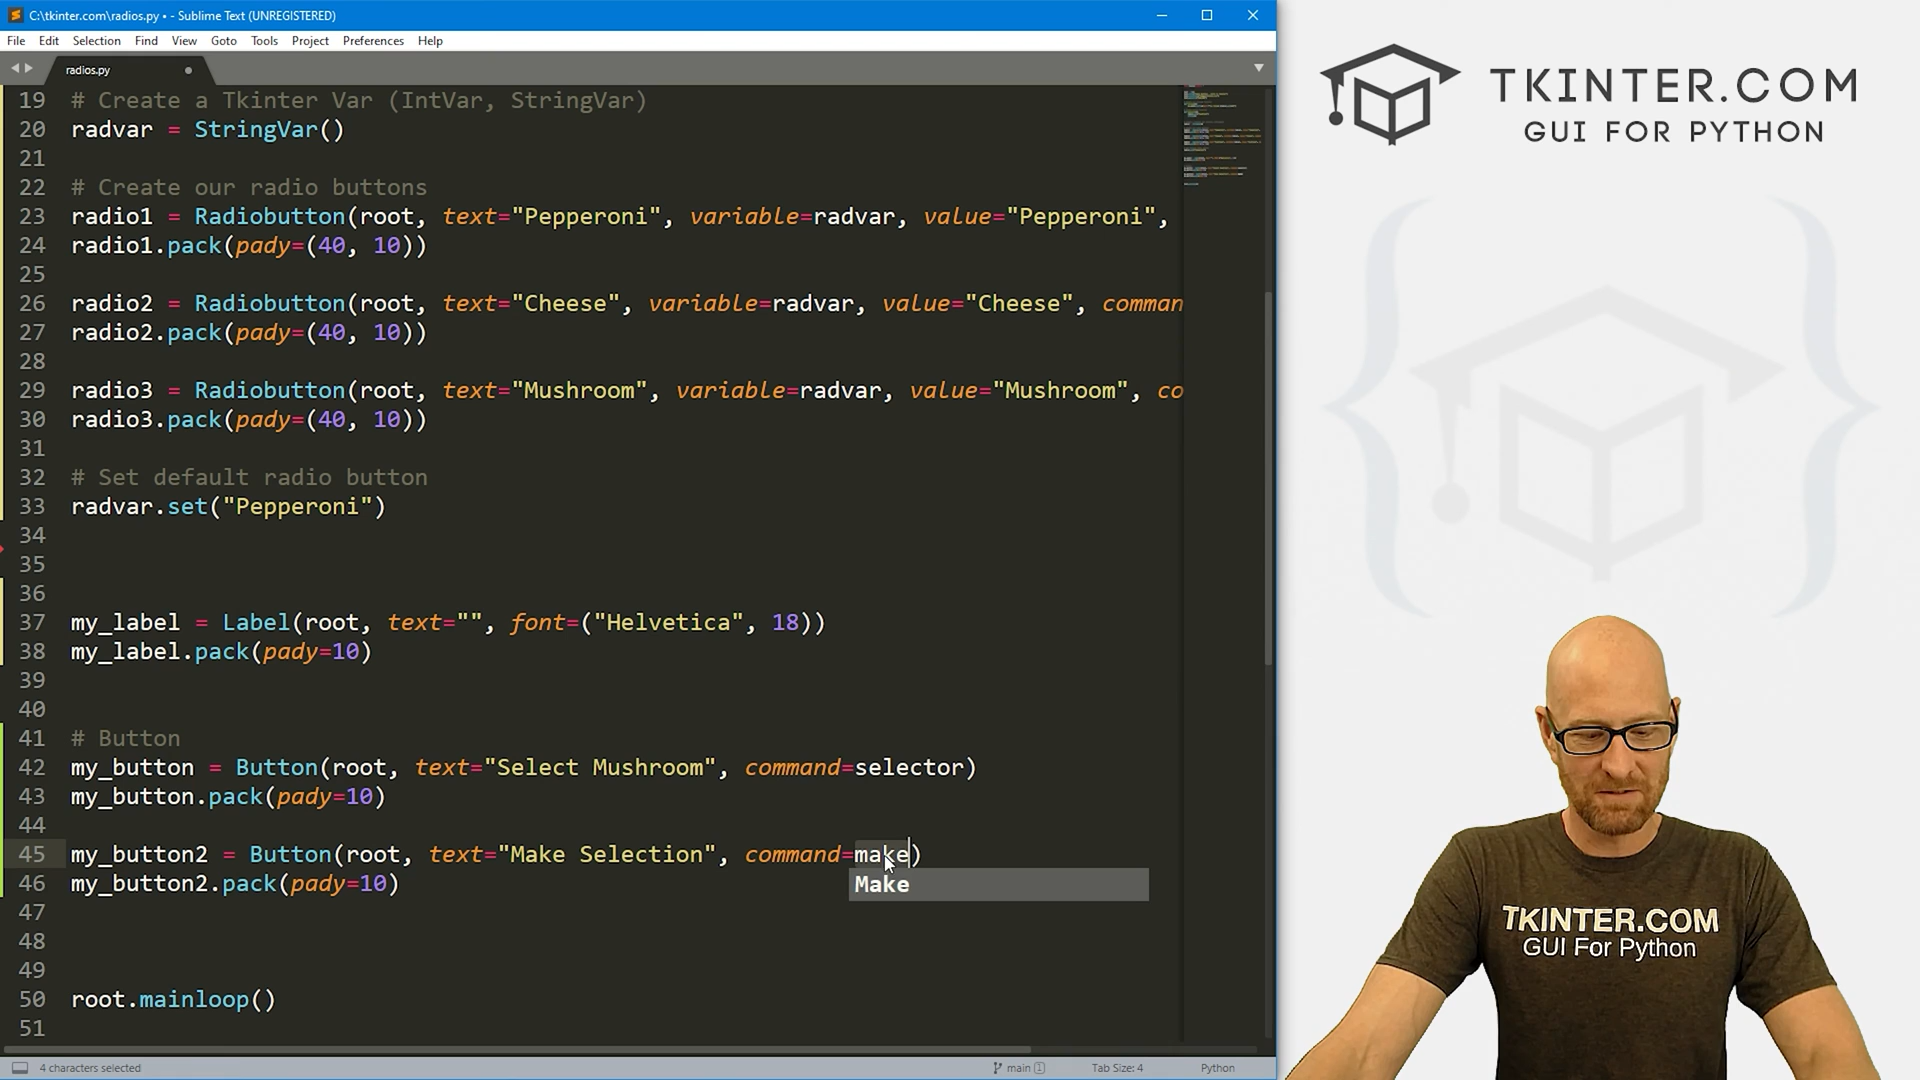 C:\tkinter.com\radios.py • - Sublime Text (UNREGISTERED)
File Edit Selection Find View Goto Tools Project Preferences Help
radios.py
19 # Create a Tkinter Var (IntVar, StringVar)
20 radvar = StringVar()
21
22 # Create our radio buttons
23 radio1 = Radiobutton(root, text="Pepperoni", variable=radvar, value="Pepperoni",
24 radio1.pack(pady=(40, 10))
25
26 radio2 = Radiobutton(root, text="Cheese", variable=radvar, value="Cheese", comman
27 radio2.pack(pady=(40, 10))
28
29 radio3 = Radiobutton(root, text="Mushroom", variable=radvar, value="Mushroom", co
30 radio3.pack(pady=(40, 10))
31
32 # Set default radio button
33 radvar.set("Pepperoni")
34
35
36
37 my_label = Label(root, text="", font=("Helvetica", 18))
38 my_label.pack(pady=10)
39
40
41 # Button
42 my_button = Button(root, text="Select Mushroom", command=selector)
43 my_button.pack(pady=10)
44
45 my_button2 = Button(root, text="Make Selection", command=make)
Make
46 my_button2.pack(pady=10)
47
48
49
50 root.mainloop()
51
4 characters selected main 1 Tab Size: 4 Python
TKINTER.COM
GUI FOR PYTHON
TKINTER.COM
GUI For Python